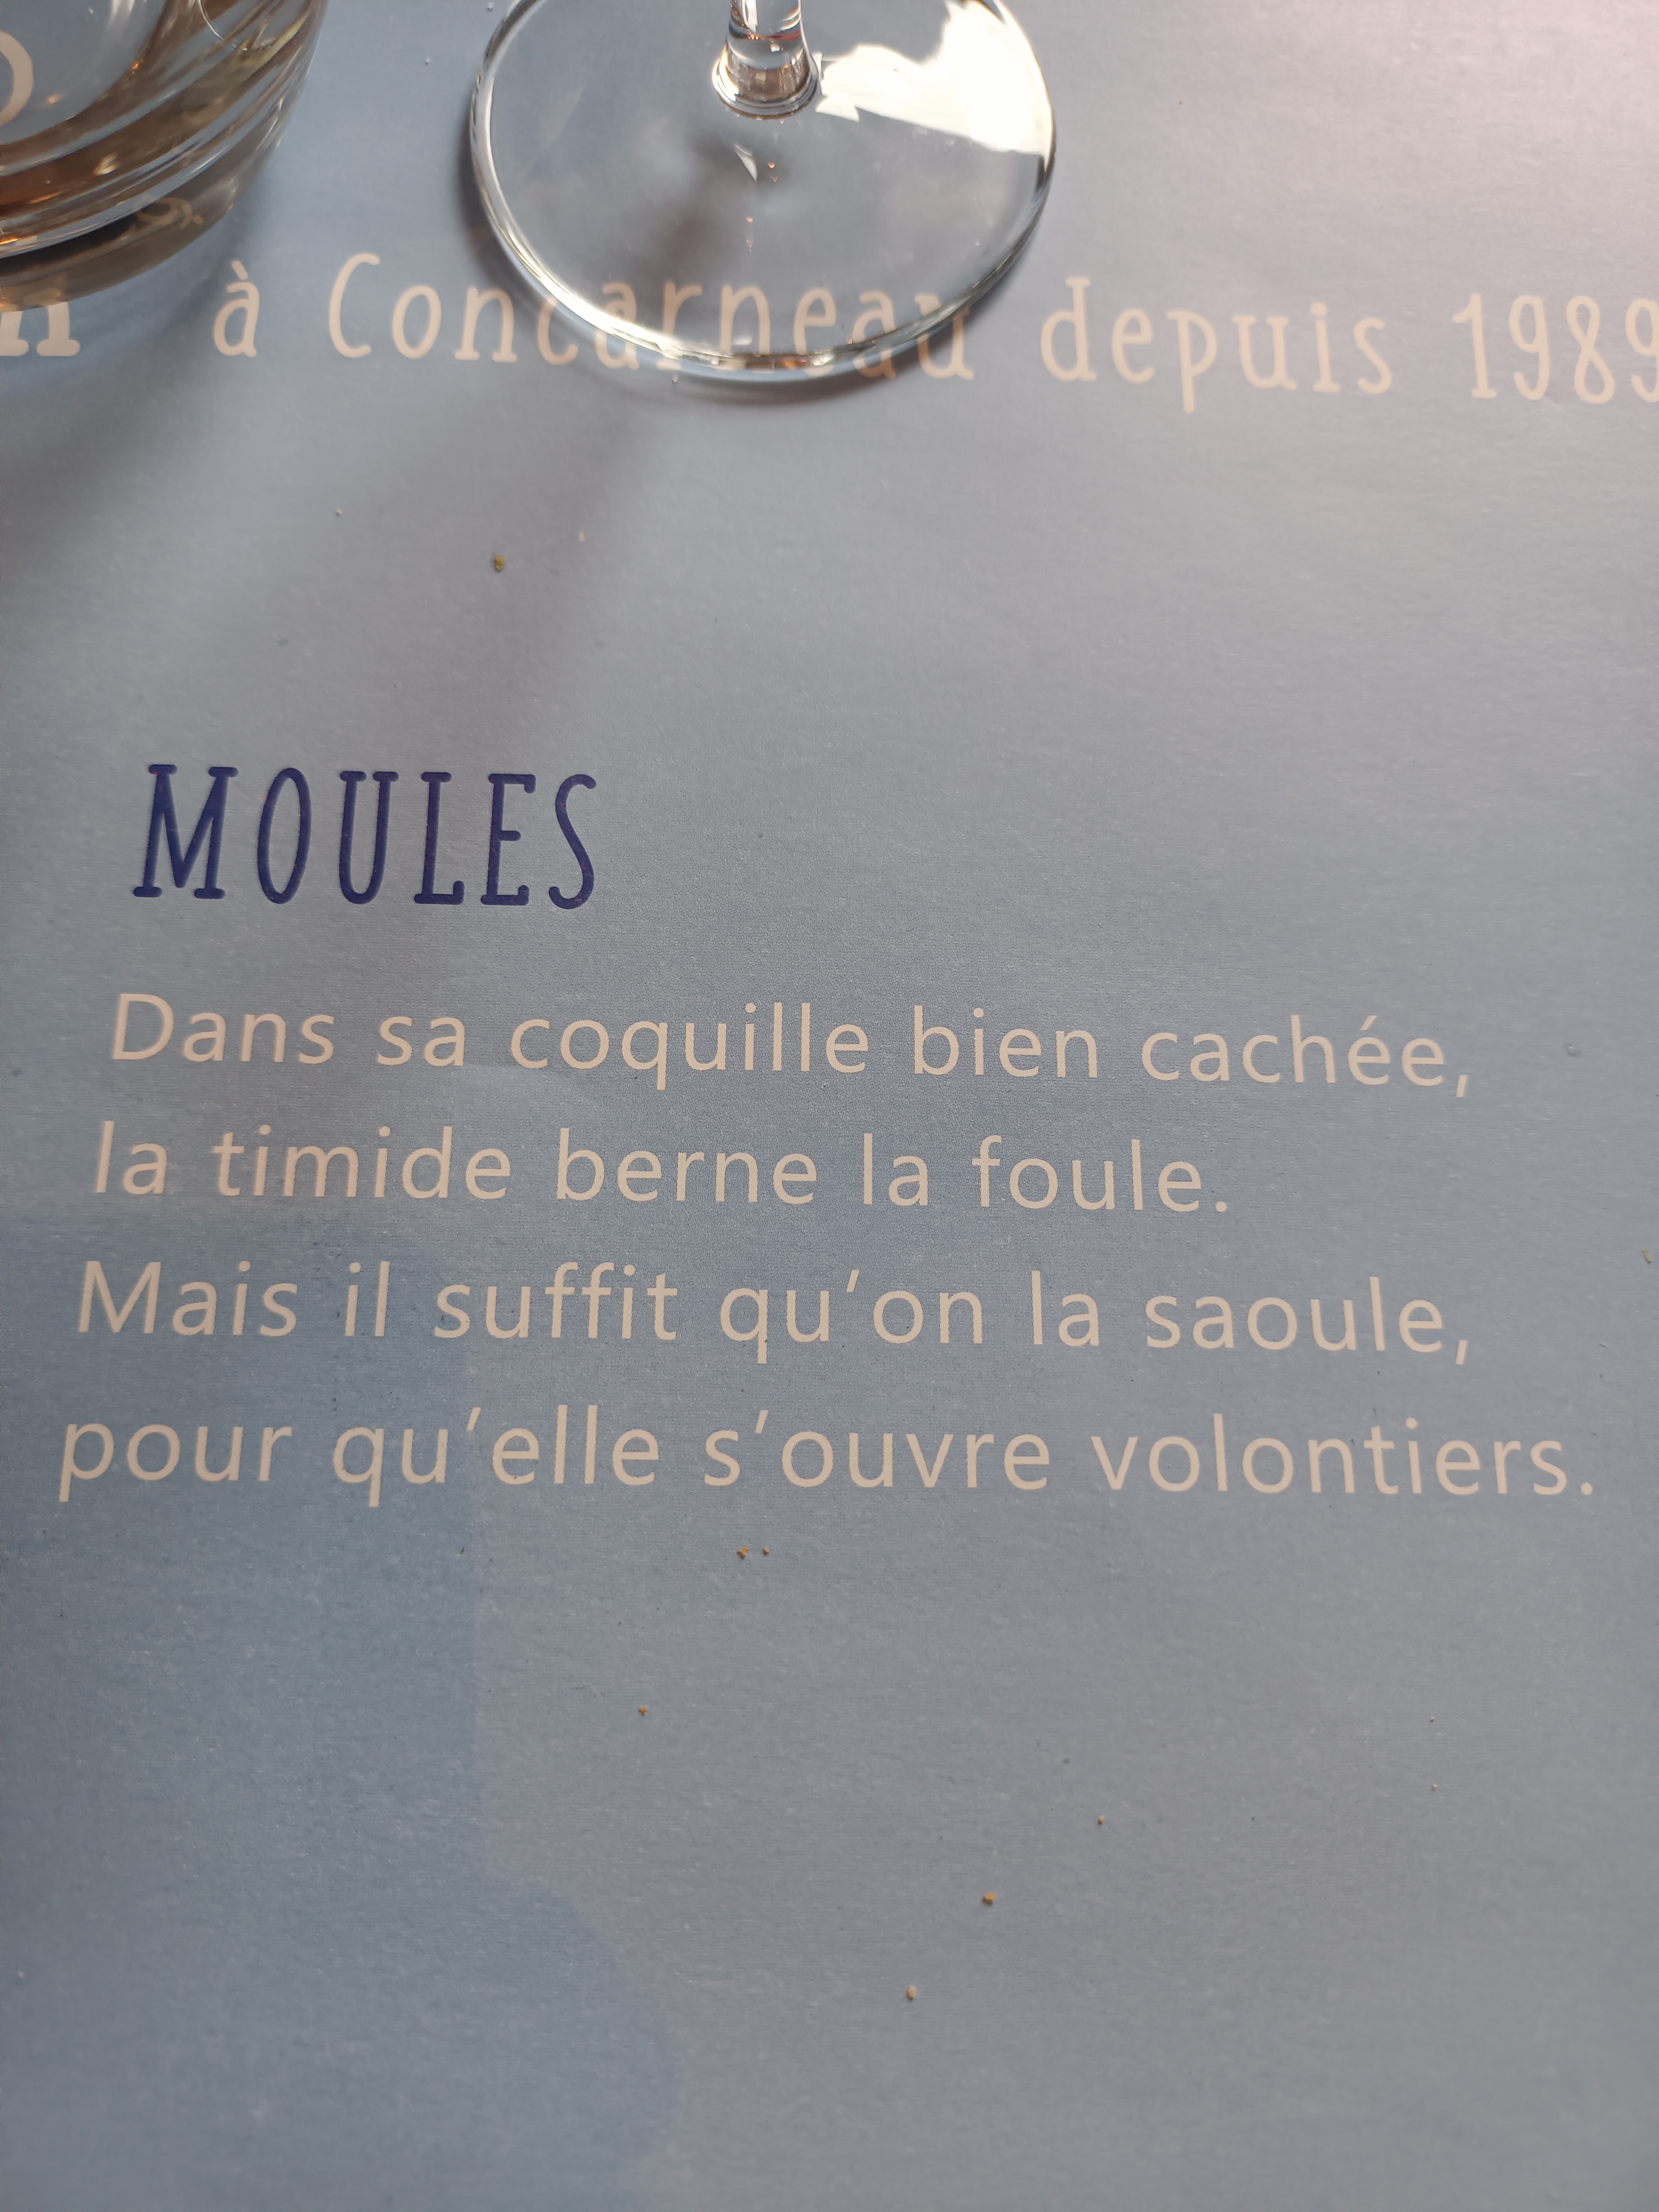 à Concarneau depuis 1989
MOULES
Dans sa coquille bien cachée,
la timide berne la foule.
Mais il suffit qu'on la saoule,
pour qu'elle s'ouvre volontiers.